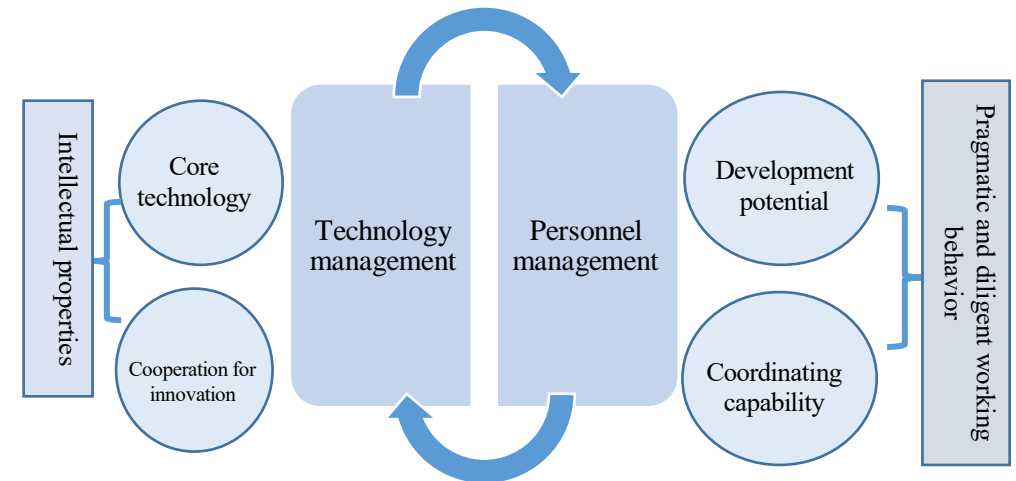 Intellectual properties
Core
technology
Cooperation for
innovation
Technology
management
Personnel
management
Development
potential
Coordinating
capability
Pragmatic and diligent working
behavior